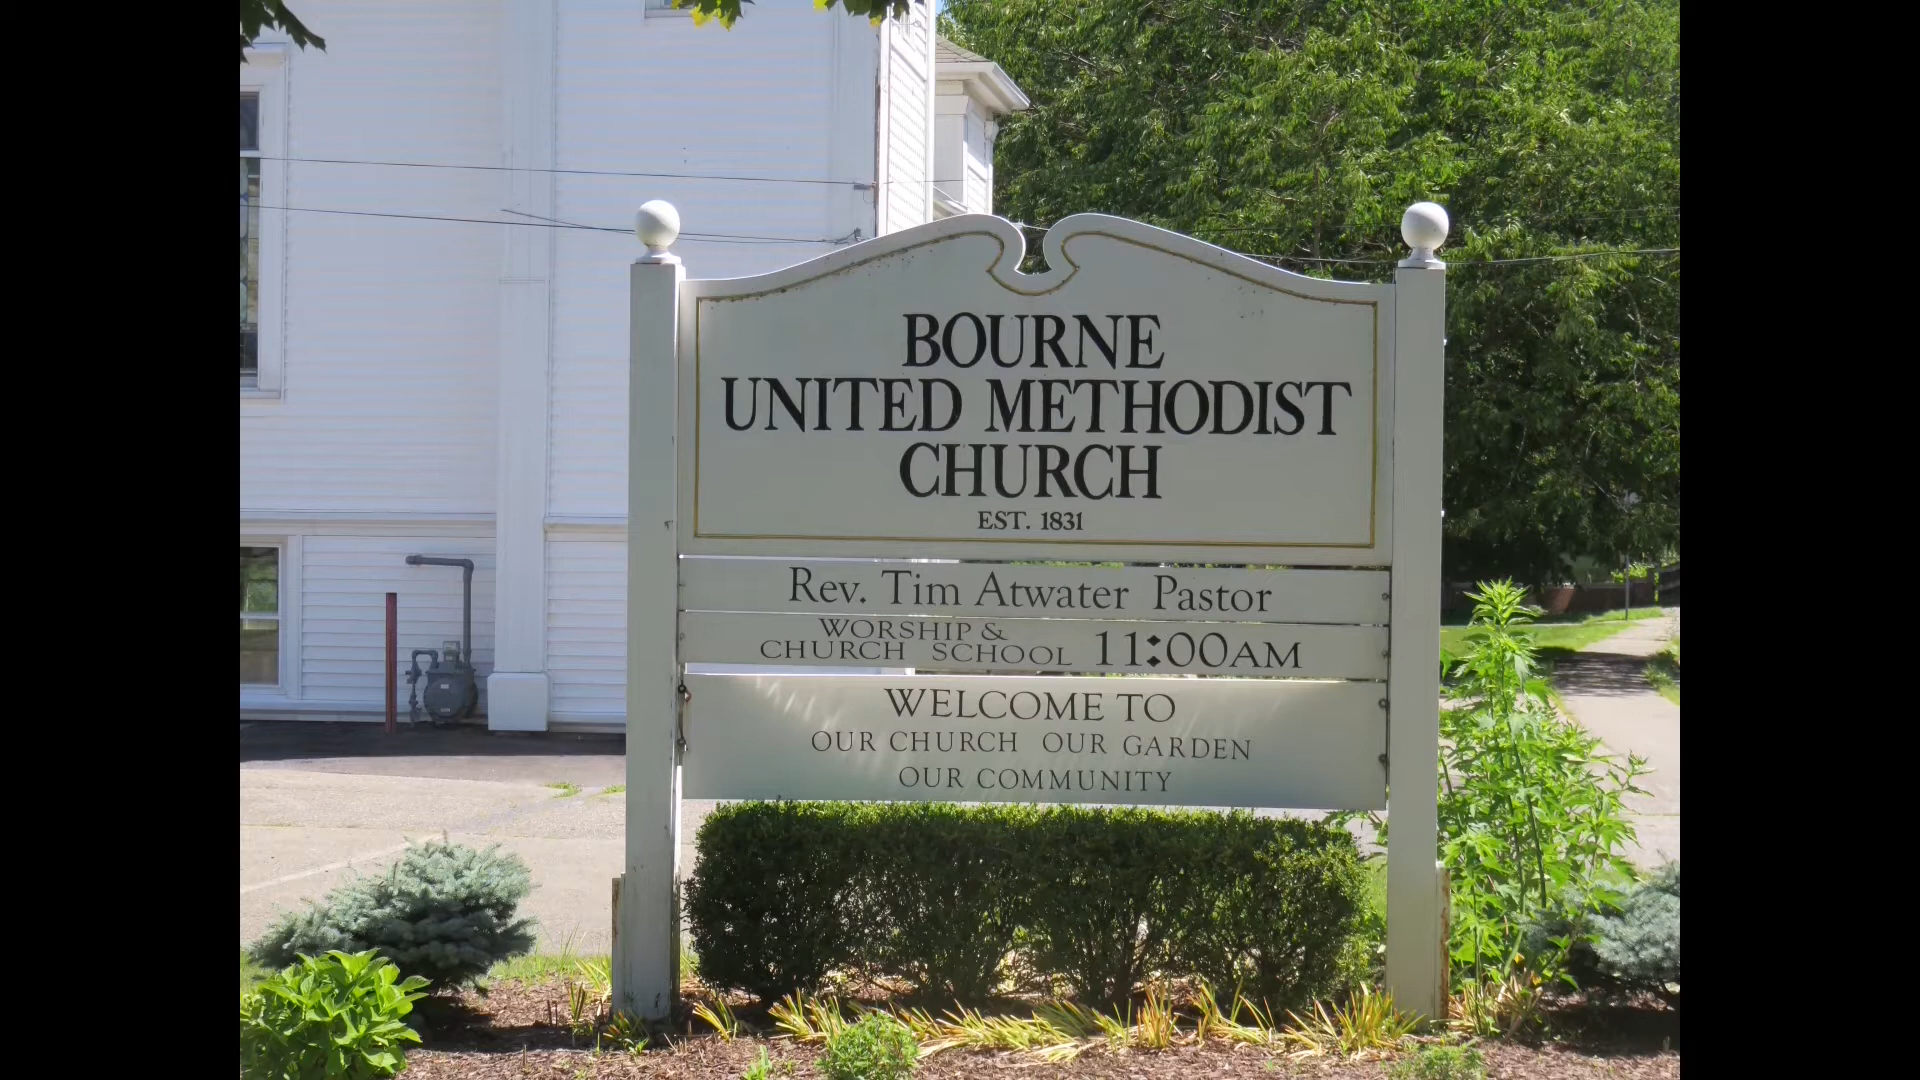 BOURNE
UNITED METHODIST
CHURCH
EST. 1831
Rev. Tim Atwater Pastor
WORSHIP &
CHURCH SCHOOL 11:00AM
WELCOME TO
OUR CHURCH OUR GARDEN
OUR COMMUNITY